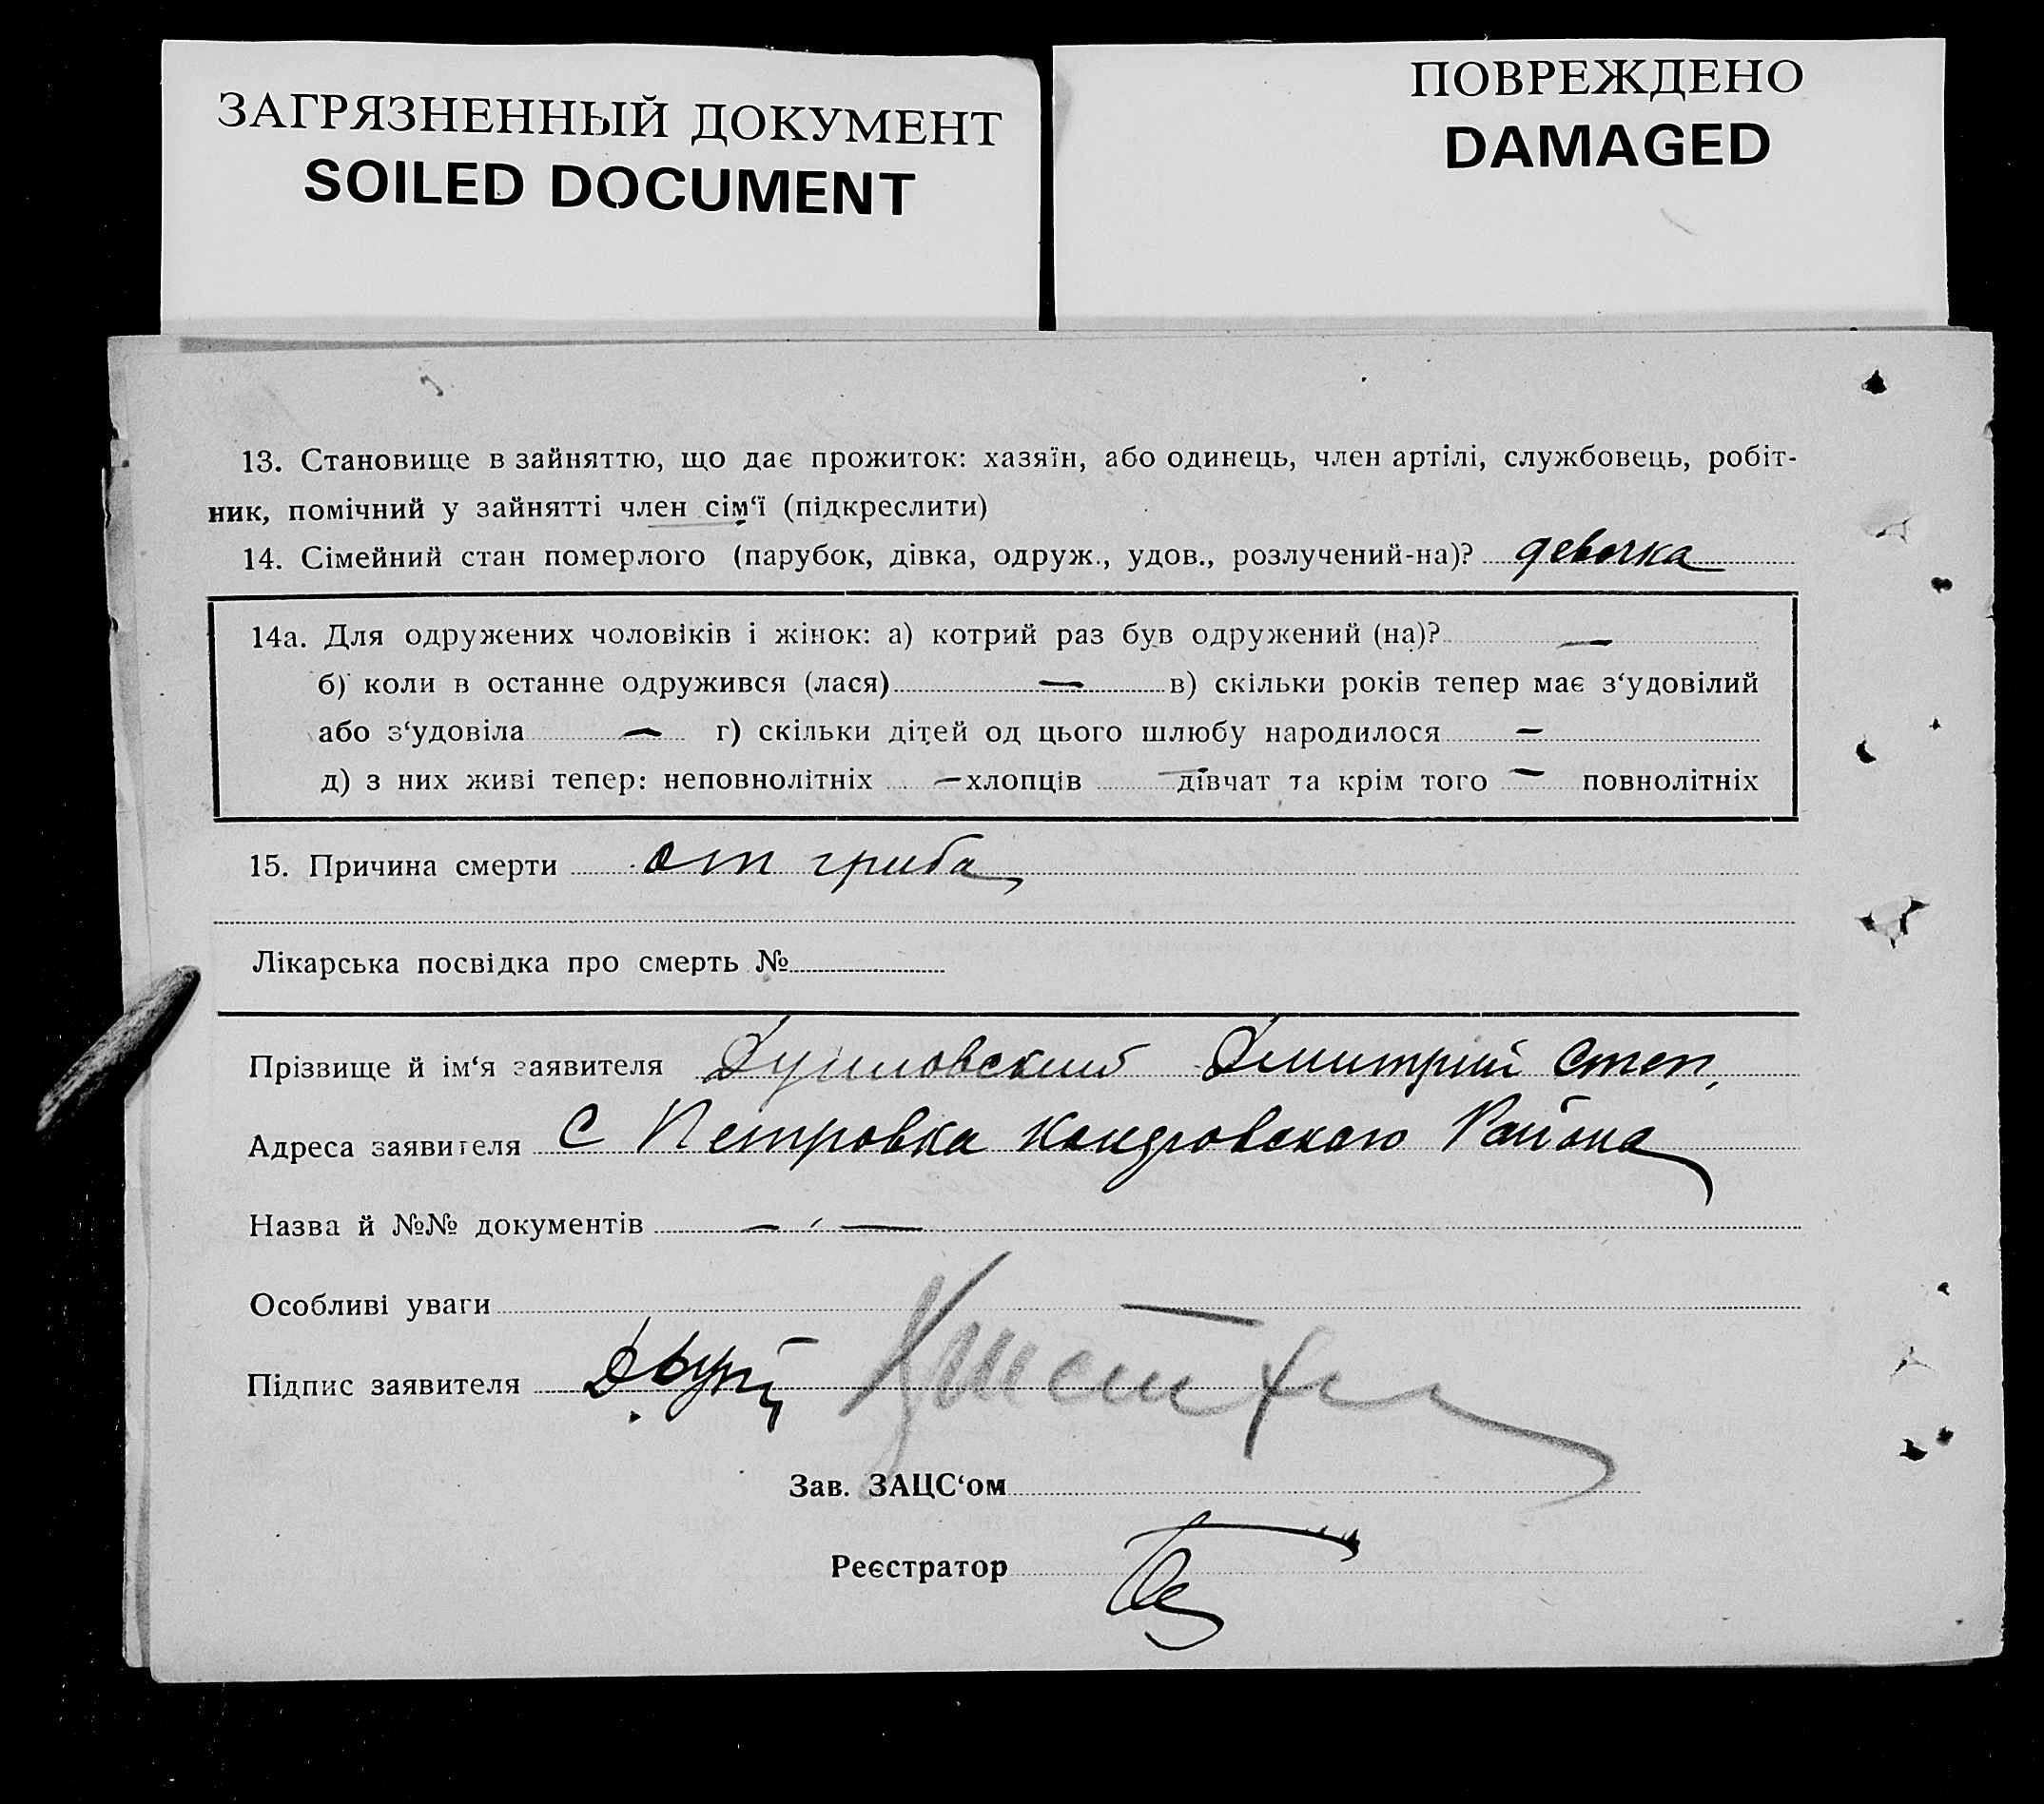 ЗАГРЯЗНЕННЫЙ ДОКУМЕНТ
SOILED DOCUMENT
ПОВРЕЖДЕНО
DAMAGED
13. Становище в зайняттю, що дає прожиток: хазяїн, або одинець, член артілі, службовець, робіт-
ник, помічний у зайнятті член сім‘ї (підкреслити)
14. Сімейний стан померлого (парубок, дівка, одруж., удов., розлучений-на)? девочка
14а. Для одружених чоловіків і жінок: а) котрий раз був одружений (на)? —
б) коли в останне одружився (лася) — в) скільки років тепер має з‘удовілий
або з‘удовіла — г) скільки дітей од цього шлюбу народилося —
д) з них живі тепер: неповнолітніх — хлопців — дівчат та крім того — повнолітніх
15. Причина смерти от гриба
Лікарська посвідка про смерть №
Прізвище й ім‘я заявителя Дмитрий Степ.
Адреса заявителя С Петровка Района
Назва й №№ документів — —
Особливі уваги —
Підпис заявителя
Зав. ЗАЦС‘ом
Реєстратор